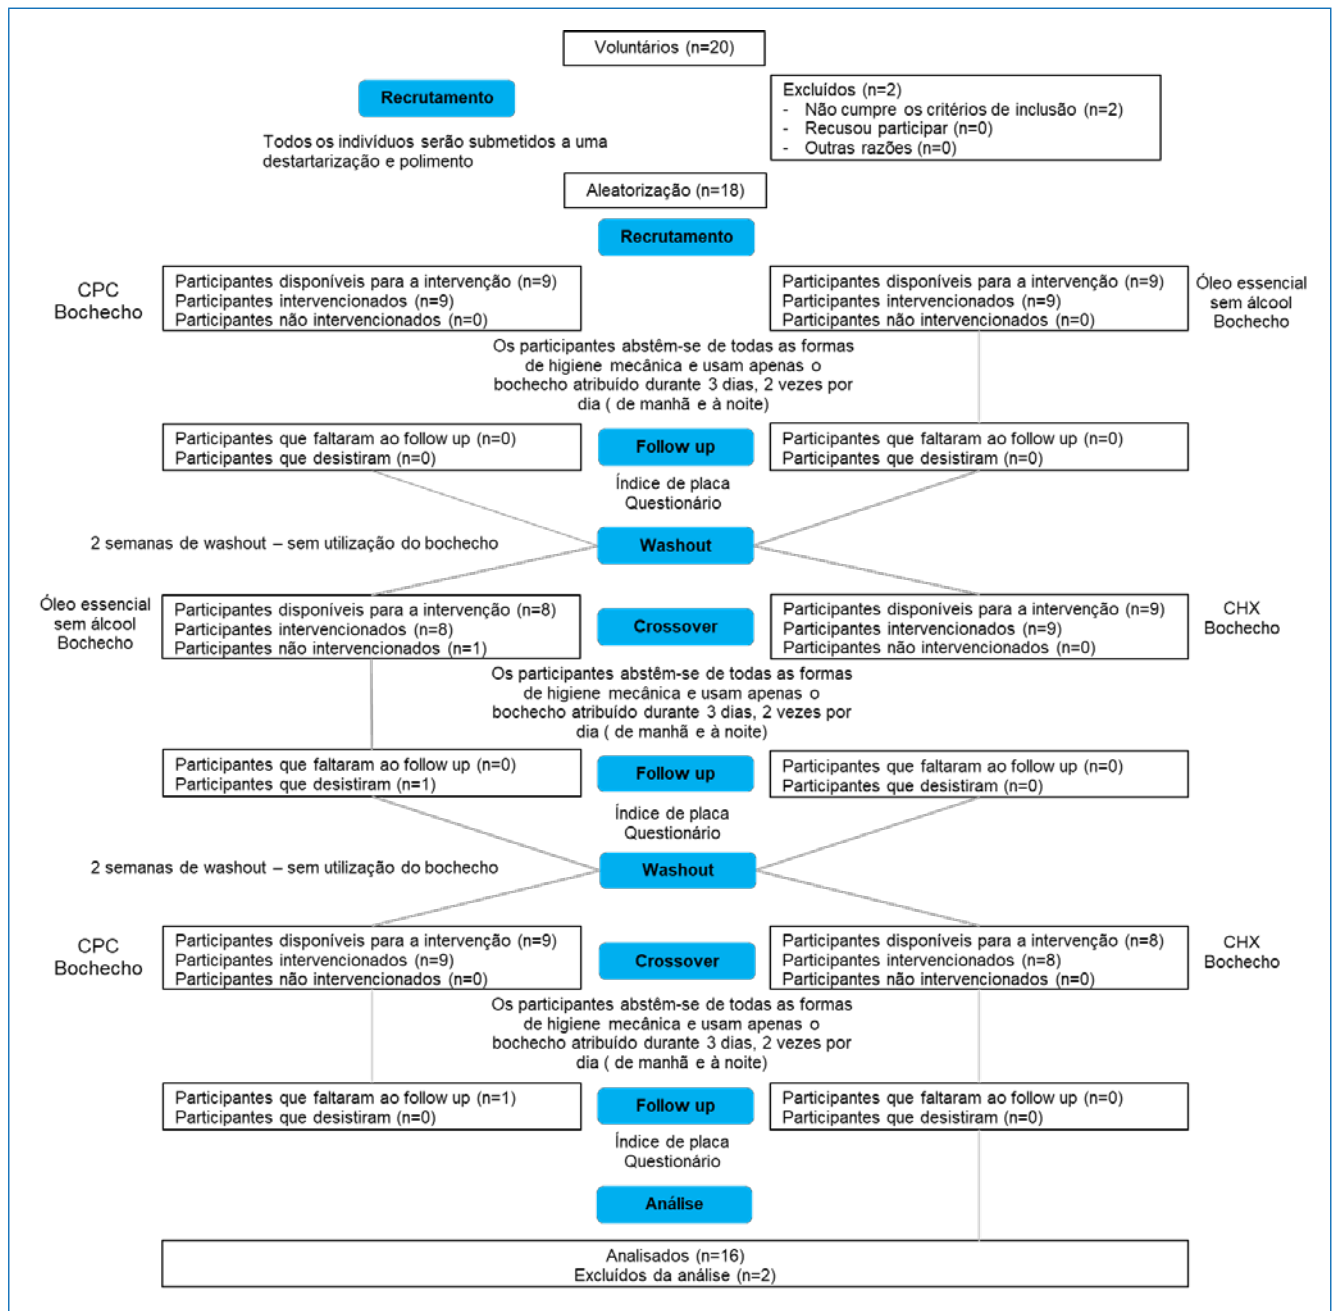 Voluntários (n=20)
Recrutamento
Excluídos (n=2)
- Não cumpre os critérios de inclusão (n=2)
- Recusou participar (n=0)
- Outras razões (n=0)
Todos os indivíduos serão submetidos a uma
destartarização e polimento
Aleatorização (n=18)
Recrutamento
CPC
Bochecho
Participantes disponíveis para a intervenção (n=9)
Participantes intervencionados (n=9)
Participantes não intervencionados (n=0)
Participantes disponíveis para a intervenção (n=9)
Participantes intervencionados (n=9)
Participantes não intervencionados (n=0)
Óleo essencial
sem álcool
Bochecho
Os participantes abstêm-se de todas as formas
de higiene mecânica e usam apenas o
bochecho atribuído durante 3 dias, 2 vezes por
dia ( de manhã e à noite)
Participantes que faltaram ao follow up (n=0)
Participantes que desistiram (n=0)
Follow up
Participantes que faltaram ao follow up (n=0)
Participantes que desistiram (n=0)
Índice de placa
Questionário
2 semanas de washout – sem utilização do bochecho
Washout
Óleo essencial
sem álcool
Bochecho
Participantes disponíveis para a intervenção (n=8)
Participantes intervencionados (n=8)
Participantes não intervencionados (n=1)
Crossover
Participantes disponíveis para a intervenção (n=9)
Participantes intervencionados (n=9)
Participantes não intervencionados (n=0)
CHX
Bochecho
Os participantes abstêm-se de todas as formas
de higiene mecânica e usam apenas o
bochecho atribuído durante 3 dias, 2 vezes por
dia ( de manhã e à noite)
Participantes que faltaram ao follow up (n=0)
Participantes que desistiram (n=1)
Follow up
Participantes que faltaram ao follow up (n=0)
Participantes que desistiram (n=0)
Índice de placa
Questionário
2 semanas de washout – sem utilização do bochecho
Washout
CPC
Bochecho
Participantes disponíveis para a intervenção (n=9)
Participantes intervencionados (n=9)
Participantes não intervencionados (n=0)
Crossover
Participantes disponíveis para a intervenção (n=8)
Participantes intervencionados (n=8)
Participantes não intervencionados (n=0)
CHX
Bochecho
Os participantes abstêm-se de todas as formas
de higiene mecânica e usam apenas o
bochecho atribuído durante 3 dias, 2 vezes por
dia ( de manhã e à noite)
Participantes que faltaram ao follow up (n=1)
Participantes que desistiram (n=0)
Follow up
Participantes que faltaram ao follow up (n=0)
Participantes que desistiram (n=0)
Índice de placa
Questionário
Análise
Analisados (n=16)
Excluídos da análise (n=2)